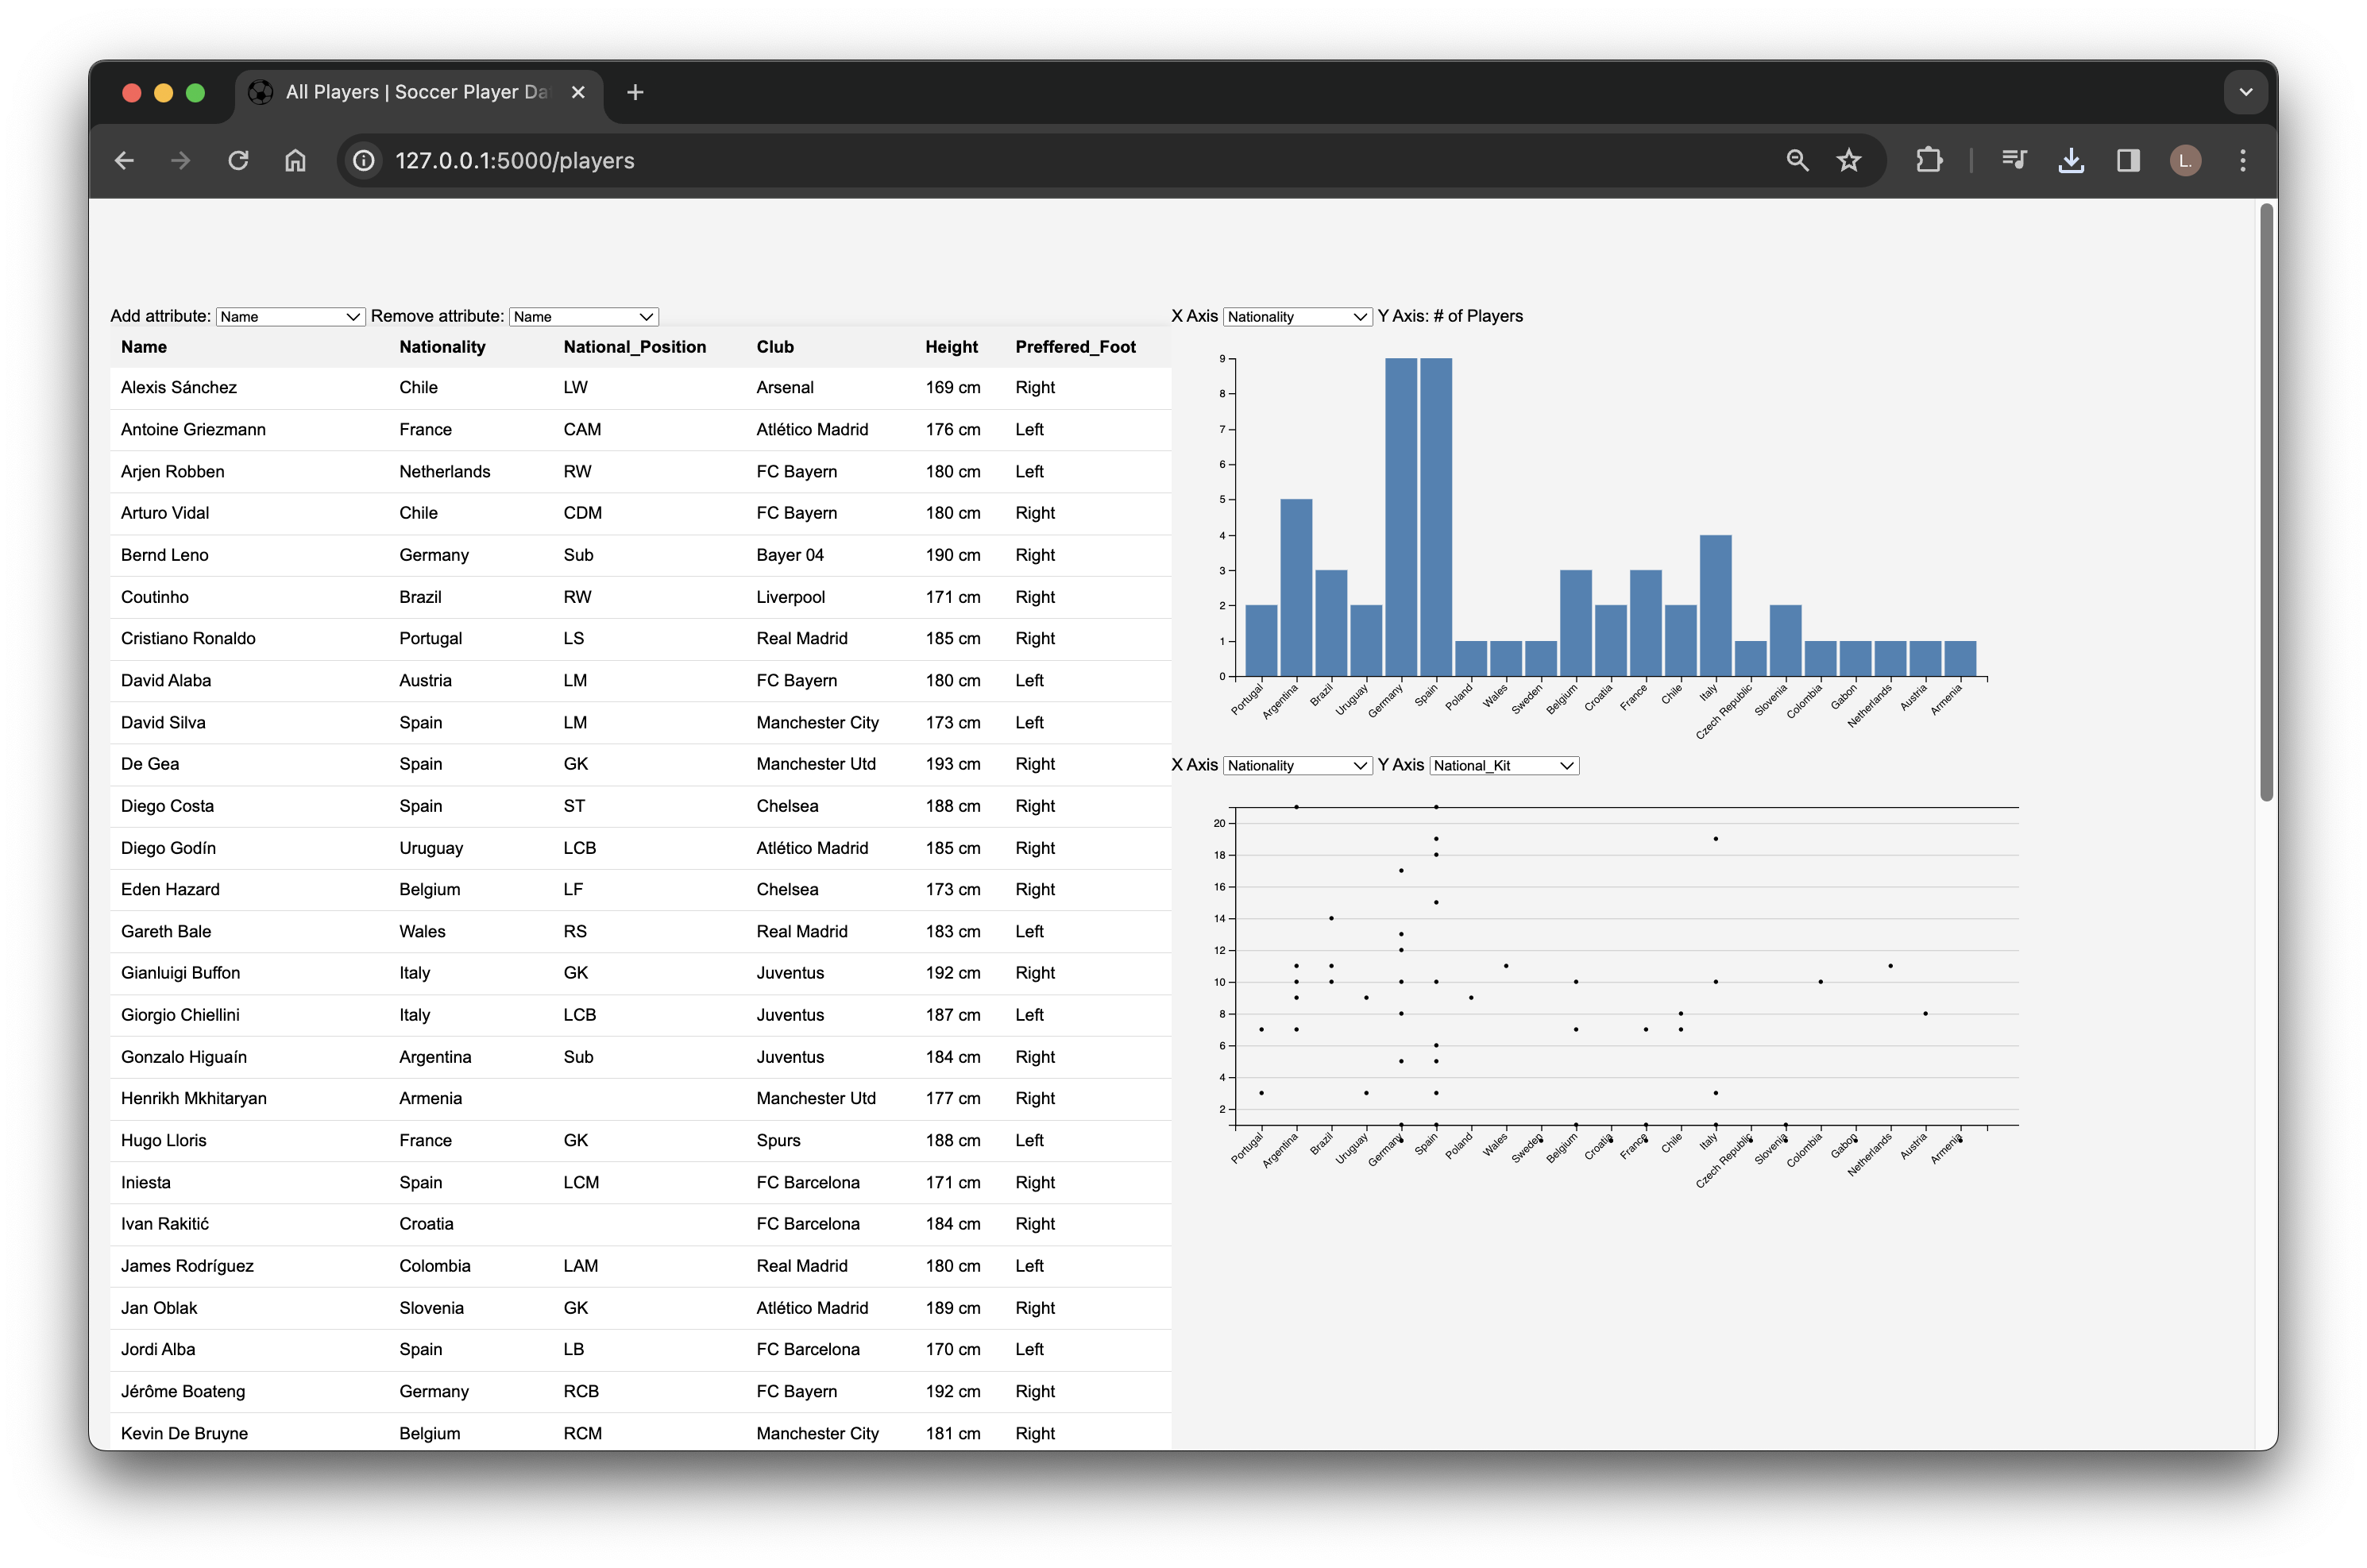 All Players | Soccer Player Da
127.0.0.1:5000/players
L.
Add attribute: Name Remove attribute: Name
Name Nationality National_Position Club Height Preffered_Foot
Alexis Sánchez Chile LW Arsenal 169 cm Right
Antoine Griezmann France CAM Atlético Madrid 176 cm Left
Arjen Robben Netherlands RW FC Bayern 180 cm Left
Arturo Vidal Chile CDM FC Bayern 180 cm Right
Bernd Leno Germany Sub Bayer 04 190 cm Right
Coutinho Brazil RW Liverpool 171 cm Right
Cristiano Ronaldo Portugal LS Real Madrid 185 cm Right
David Alaba Austria LM FC Bayern 180 cm Left
David Silva Spain LM Manchester City 173 cm Left
De Gea Spain GK Manchester Utd 193 cm Right
Diego Costa Spain ST Chelsea 188 cm Right
Diego Godín Uruguay LCB Atlético Madrid 185 cm Right
Eden Hazard Belgium LF Chelsea 173 cm Right
Gareth Bale Wales RS Real Madrid 183 cm Left
Gianluigi Buffon Italy GK Juventus 192 cm Right
Giorgio Chiellini Italy LCB Juventus 187 cm Left
Gonzalo Higuaín Argentina Sub Juventus 184 cm Right
Henrikh Mkhitaryan Armenia Manchester Utd 177 cm Right
Hugo Lloris France GK Spurs 188 cm Left
Iniesta Spain LCM FC Barcelona 171 cm Right
Ivan Rakitić Croatia FC Barcelona 184 cm Right
James Rodríguez Colombia LAM Real Madrid 180 cm Left
Jan Oblak Slovenia GK Atlético Madrid 189 cm Right
Jordi Alba Spain LB FC Barcelona 170 cm Left
Jérôme Boateng Germany RCB FC Bayern 192 cm Right
Kevin De Bruyne Belgium RCM Manchester City 181 cm Right
X Axis Nationality Y Axis: # of Players
9
8
7
6
5
4
3
2
1
0
Portugal Argentina Brazil Uruguay Germany Spain Poland Wales Sweden Belgium Croatia France Chile Italy Czech Republic Slovenia Colombia Gabon Netherlands Austria Armenia
X Axis Nationality Y Axis National_Kit
20
18
16
14
12
10
8
6
4
2
Portugal Argentina Brazil Uruguay Germany Spain Poland Wales Sweden Belgium Croatia France Chile Italy Czech Republic Slovenia Colombia Gabon Netherlands Austria Armenia